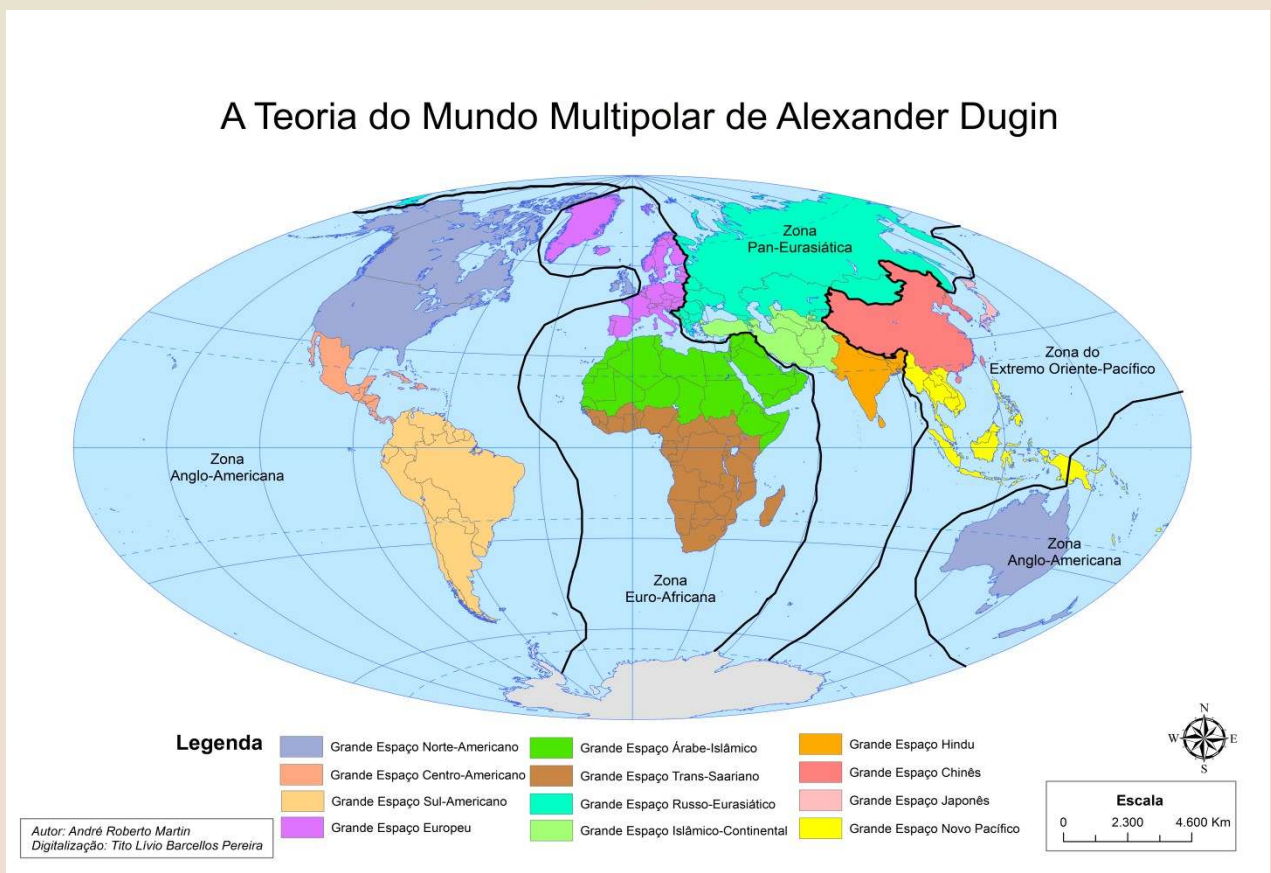 A Teoria do Mundo Multipolar de Alexander Dugin
Zona
Pan-Eurasiática
Zona do
Extremo Oriente-Pacífico
Zona
Anglo-Americana
Zona
Anglo-Americana
Zona
Euro-Africana
Legenda
Grande Espaço Norte-Americano
Grande Espaço Centro-Americano
Grande Espaço Sul-Americano
Grande Espaço Europeu
Grande Espaço Árabe-Islâmico
Grande Espaço Trans-Saariano
Grande Espaço Russo-Eurasiático
Grande Espaço Islâmico-Continental
Grande Espaço Hindu
Grande Espaço Chinês
Grande Espaço Japonês
Grande Espaço Novo Pacífico
N
W E
S
Escala
0 2.300 4.600 Km
Autor: André Roberto Martin
Digitalização: Tito Lívio Barcellos Pereira